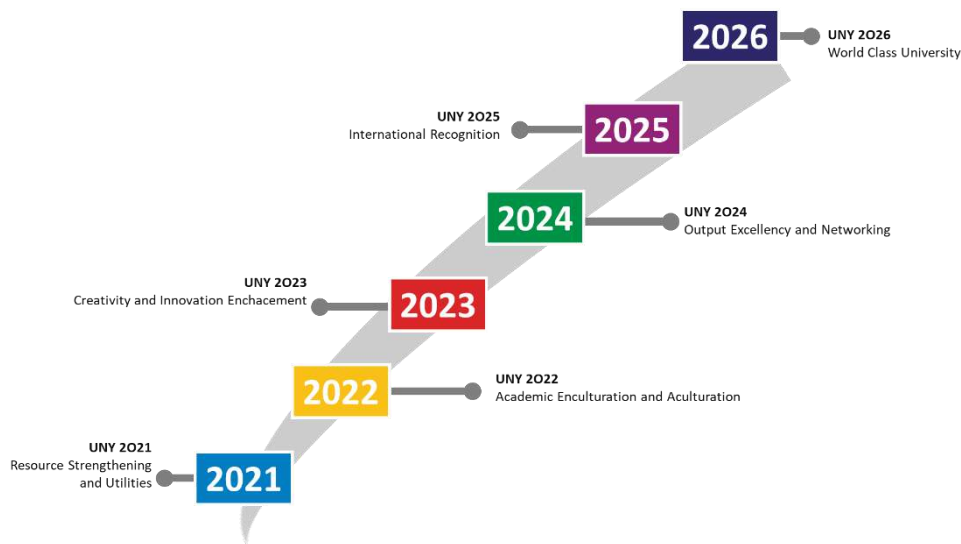 2026
UNY 2O26
World Class University
UNY 2O25
International Recognition
2025
2024
UNY 2O24
Output Excellency and Networking
UNY 2O23
Creativity and Innovation Enchacement
2023
2022
UNY 2O22
Academic Enculturation and Aculturation
UNY 2O21
Resource Strengthening
and Utilities
2021